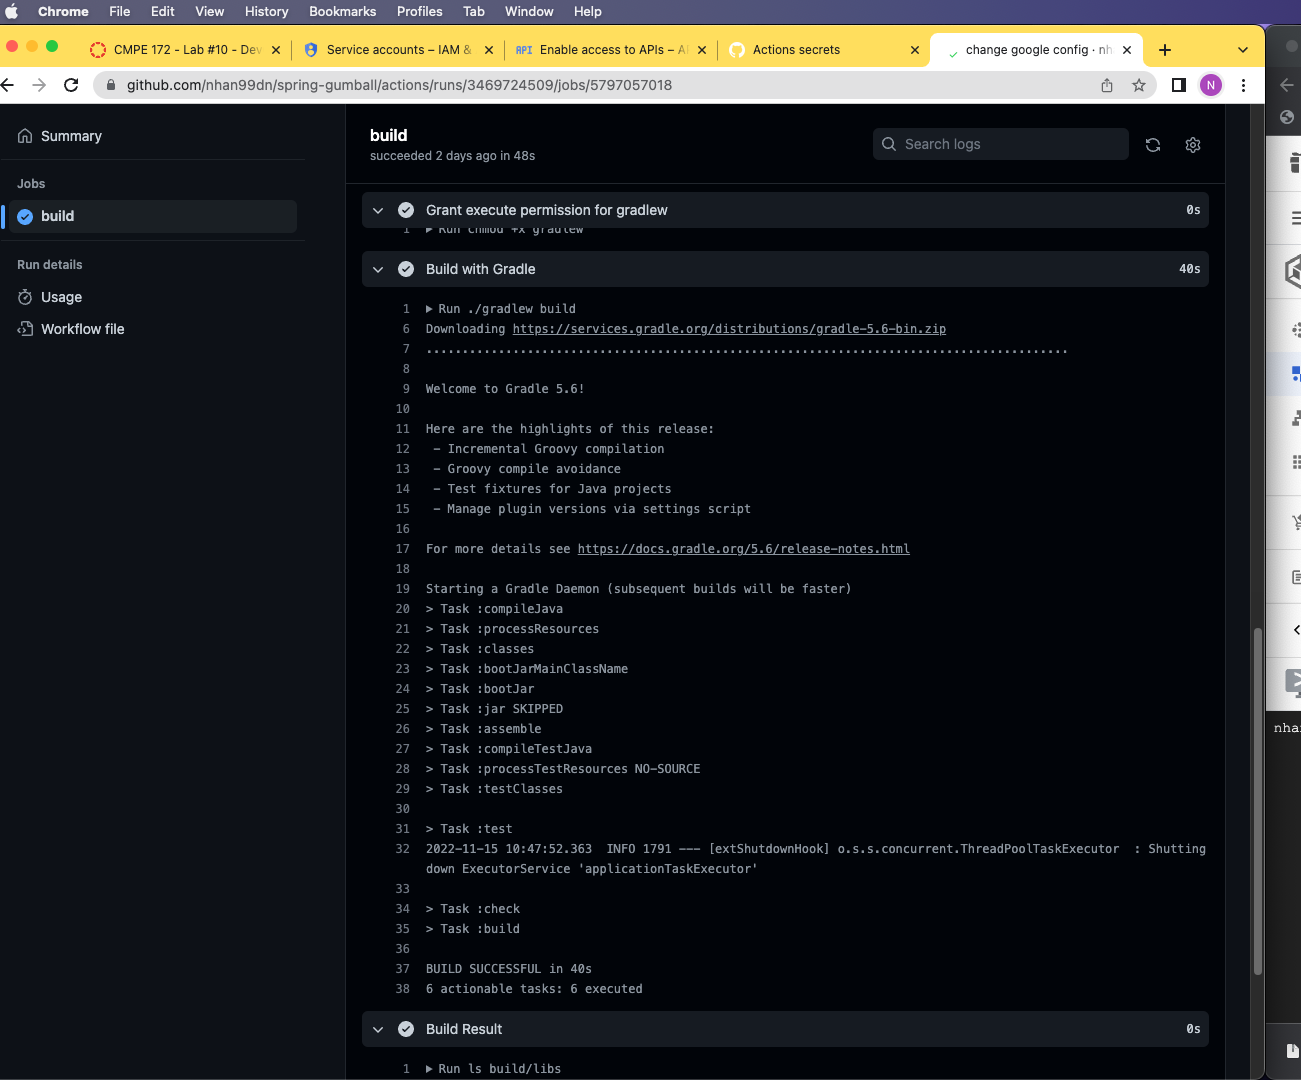 Chrome File Edit View History Bookmarks Profiles Tab Window Help
CMPE 172 - Lab #10 - Dev
Service accounts – IAM &
API Enable access to APIs – A
Actions secrets
change google config · nh
github.com/nhan99dn/spring-gumball/actions/runs/3469724509/jobs/5797057018
N
Summary
Jobs
build
Run details
Usage
Workflow file
build
succeeded 2 days ago in 48s
Search logs
Grant execute permission for gradlew 0s
1 Run chmod +x gradlew
Build with Gradle 40s
1 Run ./gradlew build
6 Downloading https://services.gradle.org/distributions/gradle-5.6-bin.zip
7 .........................................................................................
8
9 Welcome to Gradle 5.6!
10
11 Here are the highlights of this release:
12 - Incremental Groovy compilation
13 - Groovy compile avoidance
14 - Test fixtures for Java projects
15 - Manage plugin versions via settings script
16
17 For more details see https://docs.gradle.org/5.6/release-notes.html
18
19 Starting a Gradle Daemon (subsequent builds will be faster)
20 > Task :compileJava
21 > Task :processResources
22 > Task :classes
23 > Task :bootJarMainClassName
24 > Task :bootJar
25 > Task :jar SKIPPED
26 > Task :assemble
27 > Task :compileTestJava
28 > Task :processTestResources NO-SOURCE
29 > Task :testClasses
30
31 > Task :test
32 2022-11-15 10:47:52.363 INFO 1791 --- [extShutdownHook] o.s.s.concurrent.ThreadPoolTaskExecutor : Shutting
down ExecutorService 'applicationTaskExecutor'
33
34 > Task :check
35 > Task :build
36
37 BUILD SUCCESSFUL in 40s
38 6 actionable tasks: 6 executed
Build Result 0s
1 Run ls build/libs
nhan